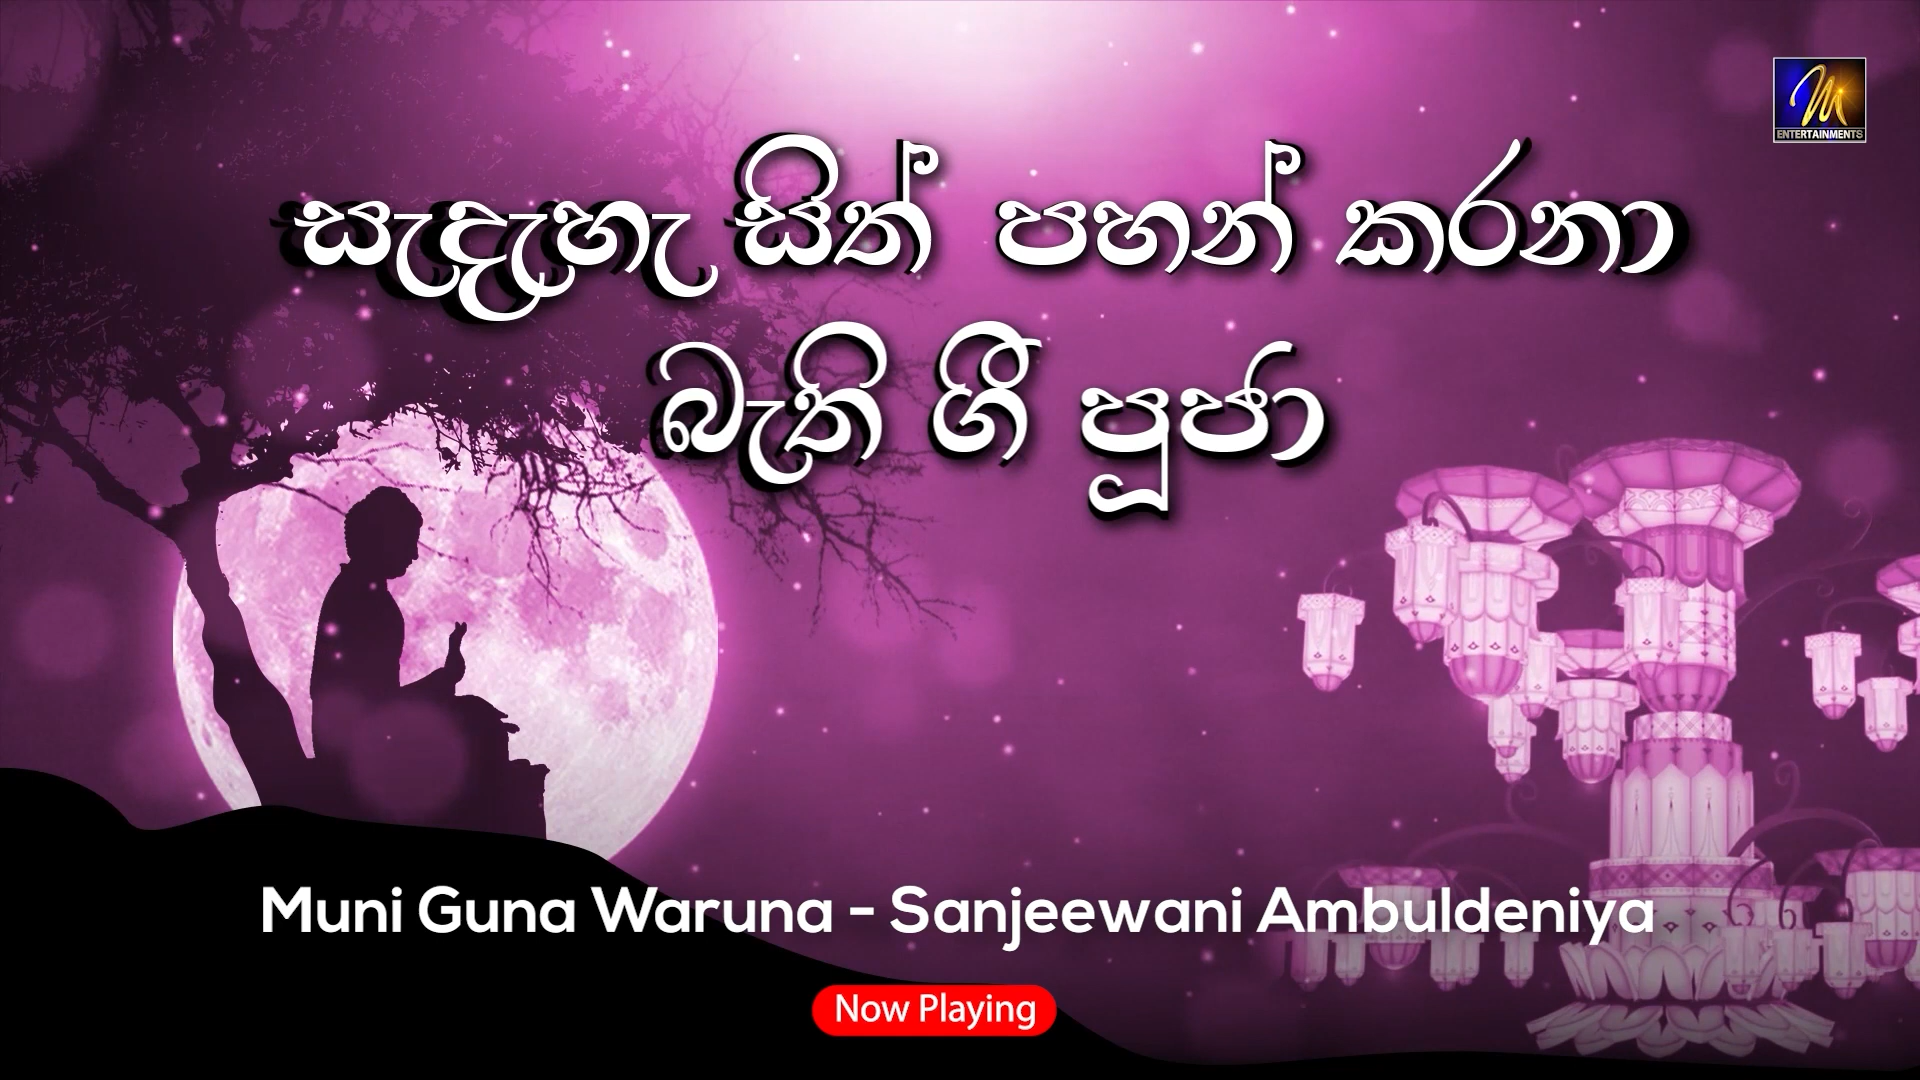 සැදැහැ සිත් පහන් කරනා
බැති ගී පූජා
M
ENTERTAINMENTS
Muni Guna Waruna - Sanjeewani Ambuldeniya
Now Playing